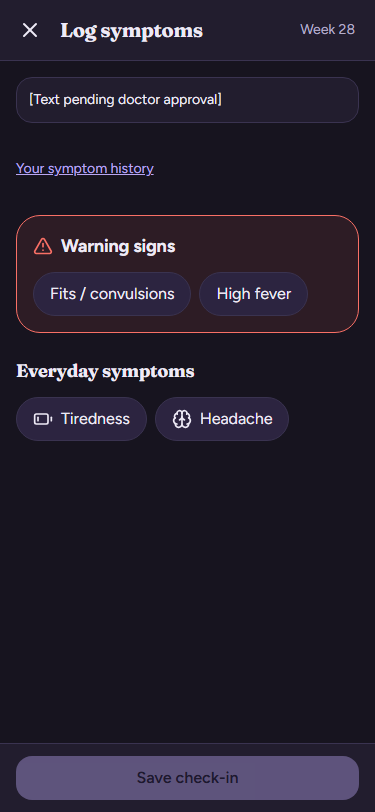 Log symptoms
Week 28
[Text pending doctor approval]
Your symptom history
Warning signs
Fits / convulsions
High fever
Everyday symptoms
Tiredness
Headache
Save check-in